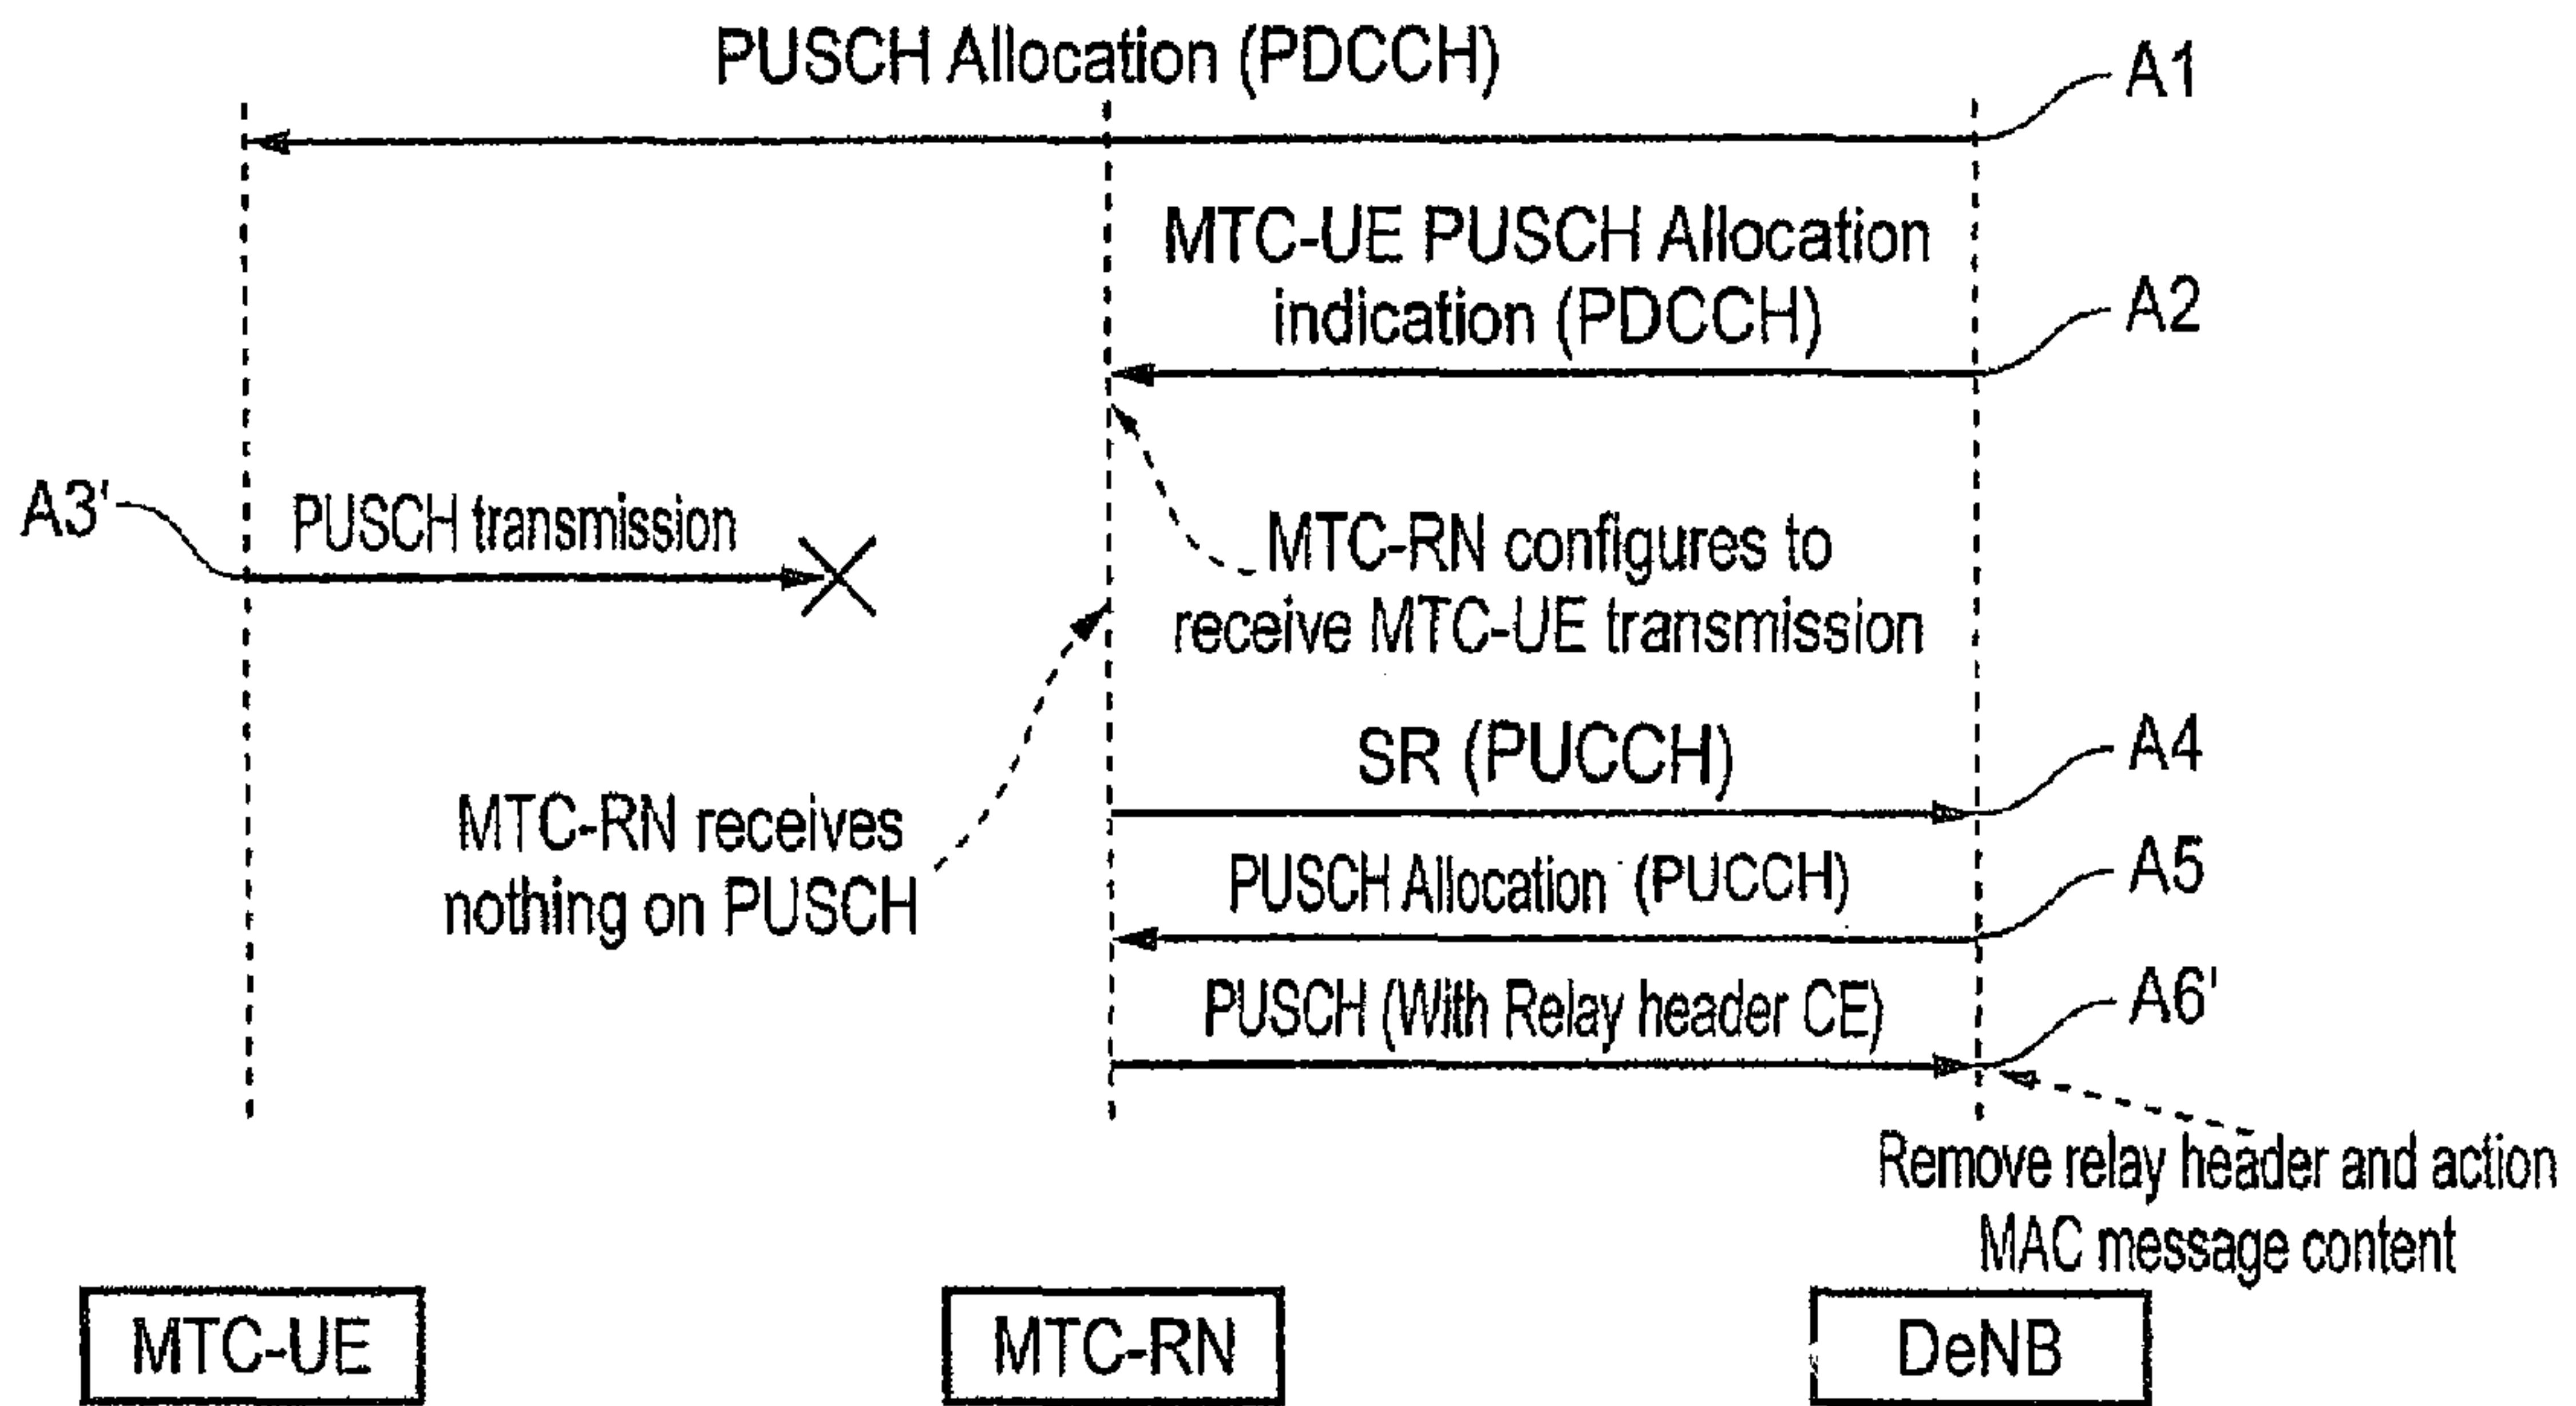 PUSCH Allocation (PDCCH)
A1
MTC-UE PUSCH Allocation
indication (PDCCH)
A2
A3'
PUSCH transmission
MTC-RN configures to
receive MTC-UE transmission
SR (PUCCH)
A4
MTC-RN receives
nothing on PUSCH
PUSCH Allocation (PUCCH)
A5
PUSCH (With Relay header CE)
A6'
Remove relay header and action
MAC message content
MTC-UE
MTC-RN
DeNB